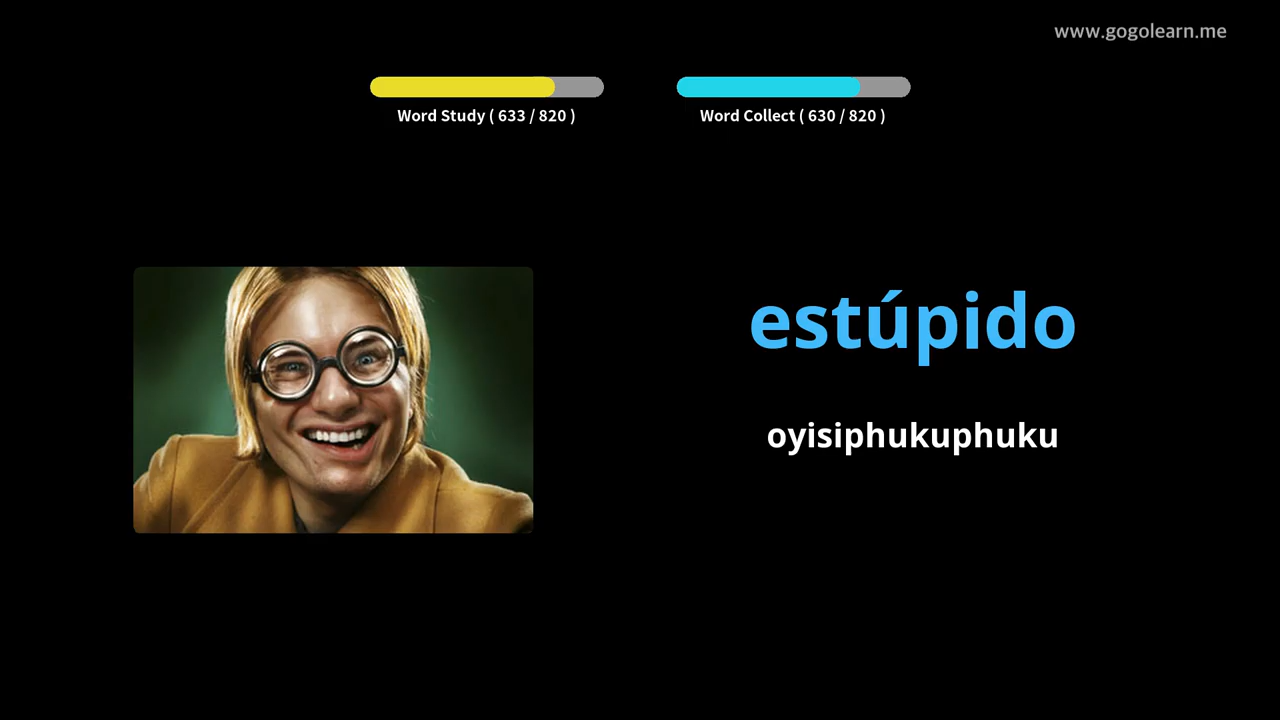 www.gogolearn.me
Word Study ( 633 / 820 )
Word Collect ( 630 / 820 )
estúpido
oyisiphukuphuku